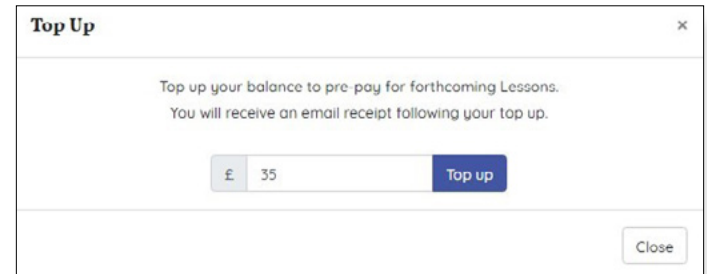 Top Up ×
Top up your balance to pre-pay for forthcoming Lessons.
You will receive an email receipt following your top up.
£ 35 Top up
Close